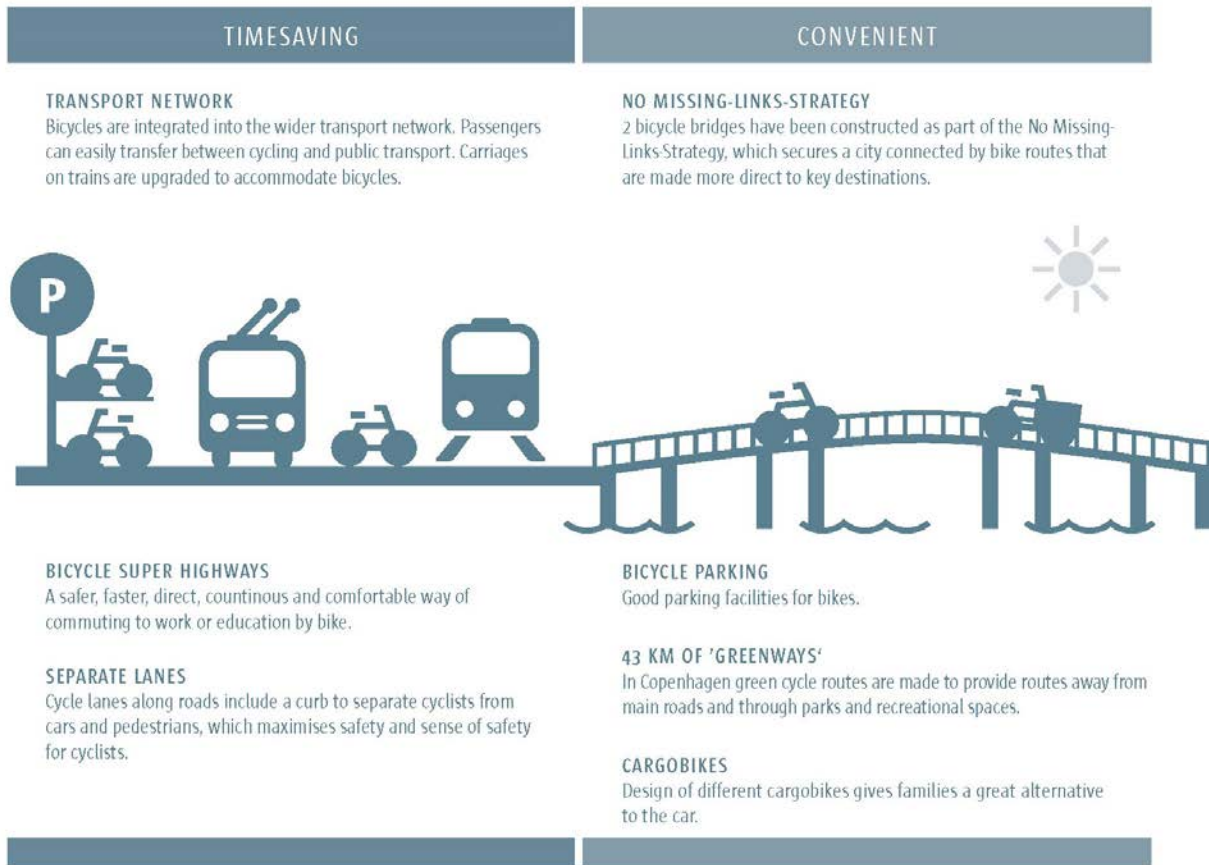 TIMESAVING
TRANSPORT NETWORK
Bicycles are integrated into the wider transport network. Passengers
can easily transfer between cycling and public transport. Carriages
on trains are upgraded to accommodate bicycles.
P
BICYCLE SUPER HIGHWAYS
A safer, faster, direct, countinous and comfortable way of
commuting to work or education by bike.
SEPARATE LANES
Cycle lanes along roads include a curb to separate cyclists from
cars and pedestrians, which maximises safety and sense of safety
for cyclists.
CONVENIENT
NO MISSING-LINKS-STRATEGY
2 bicycle bridges have been constructed as part of the No Missing-
Links-Strategy, which secures a city connected by bike routes that
are made more direct to key destinations.
BICYCLE PARKING
Good parking facilities for bikes.
43 KM OF 'GREENWAYS‘
In Copenhagen green cycle routes are made to provide routes away from
main roads and through parks and recreational spaces.
CARGOBIKES
Design of different cargobikes gives families a great alternative
to the car.